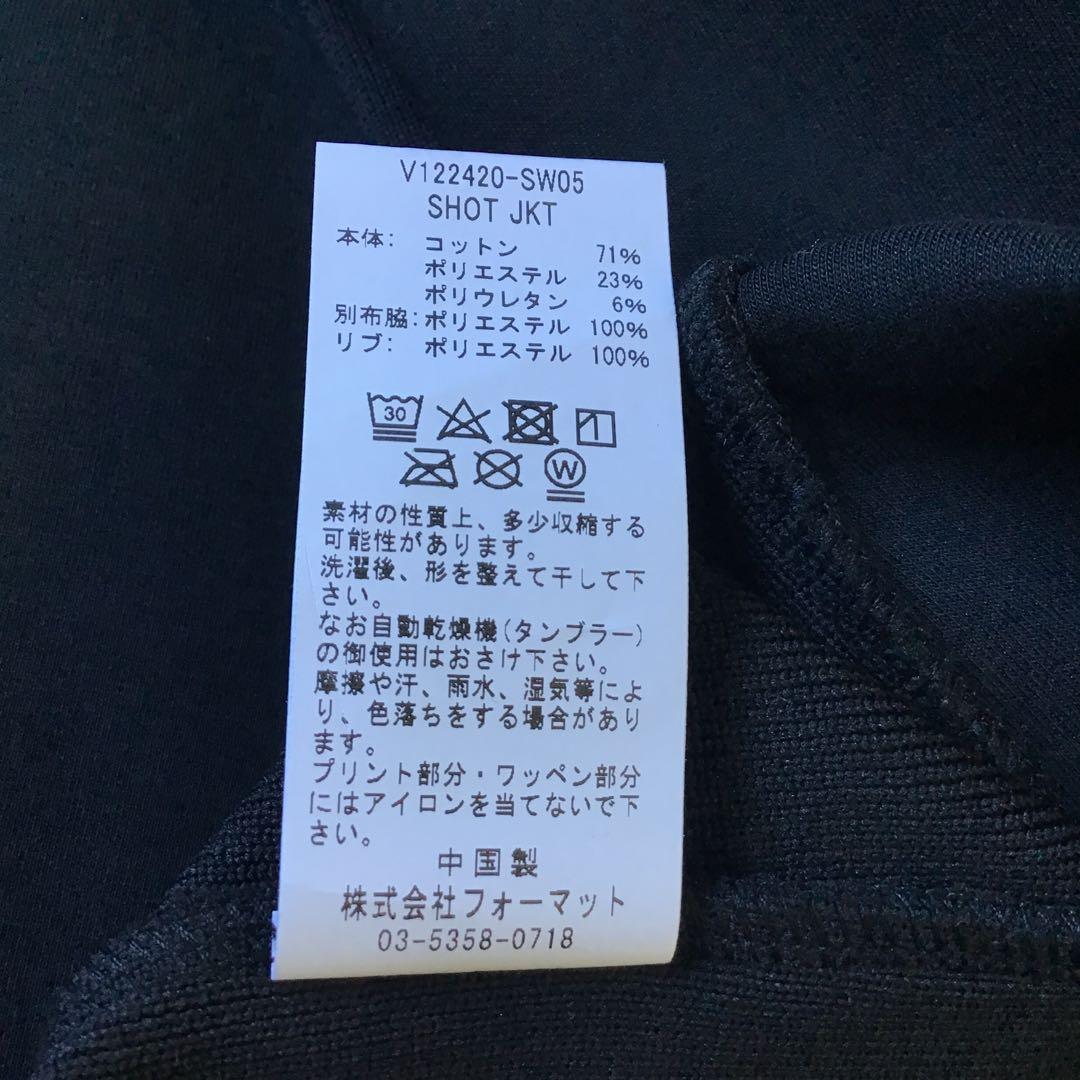 V122420-SW05
SHOT JKT
本体: コットン 71%
ポリエステル 23%
ポリウレタン 6%
別布脇:ポリエステル 100%
リブ: ポリエステル 100%
30
W
素材の性質上、多少収縮する
可能性があります。
洗濯後、形を整えて干して下
さい。
なお自動乾燥機(タンブラー)
の御使用はおさけ下さい。
摩擦や汗、雨水、湿気等によ
り、色落ちをする場合があり
ます。
プリント部分・ワッペン部分
にはアイロンを当てないで下
さい。
中国製
株式会社フォーマット
03-5358-0718